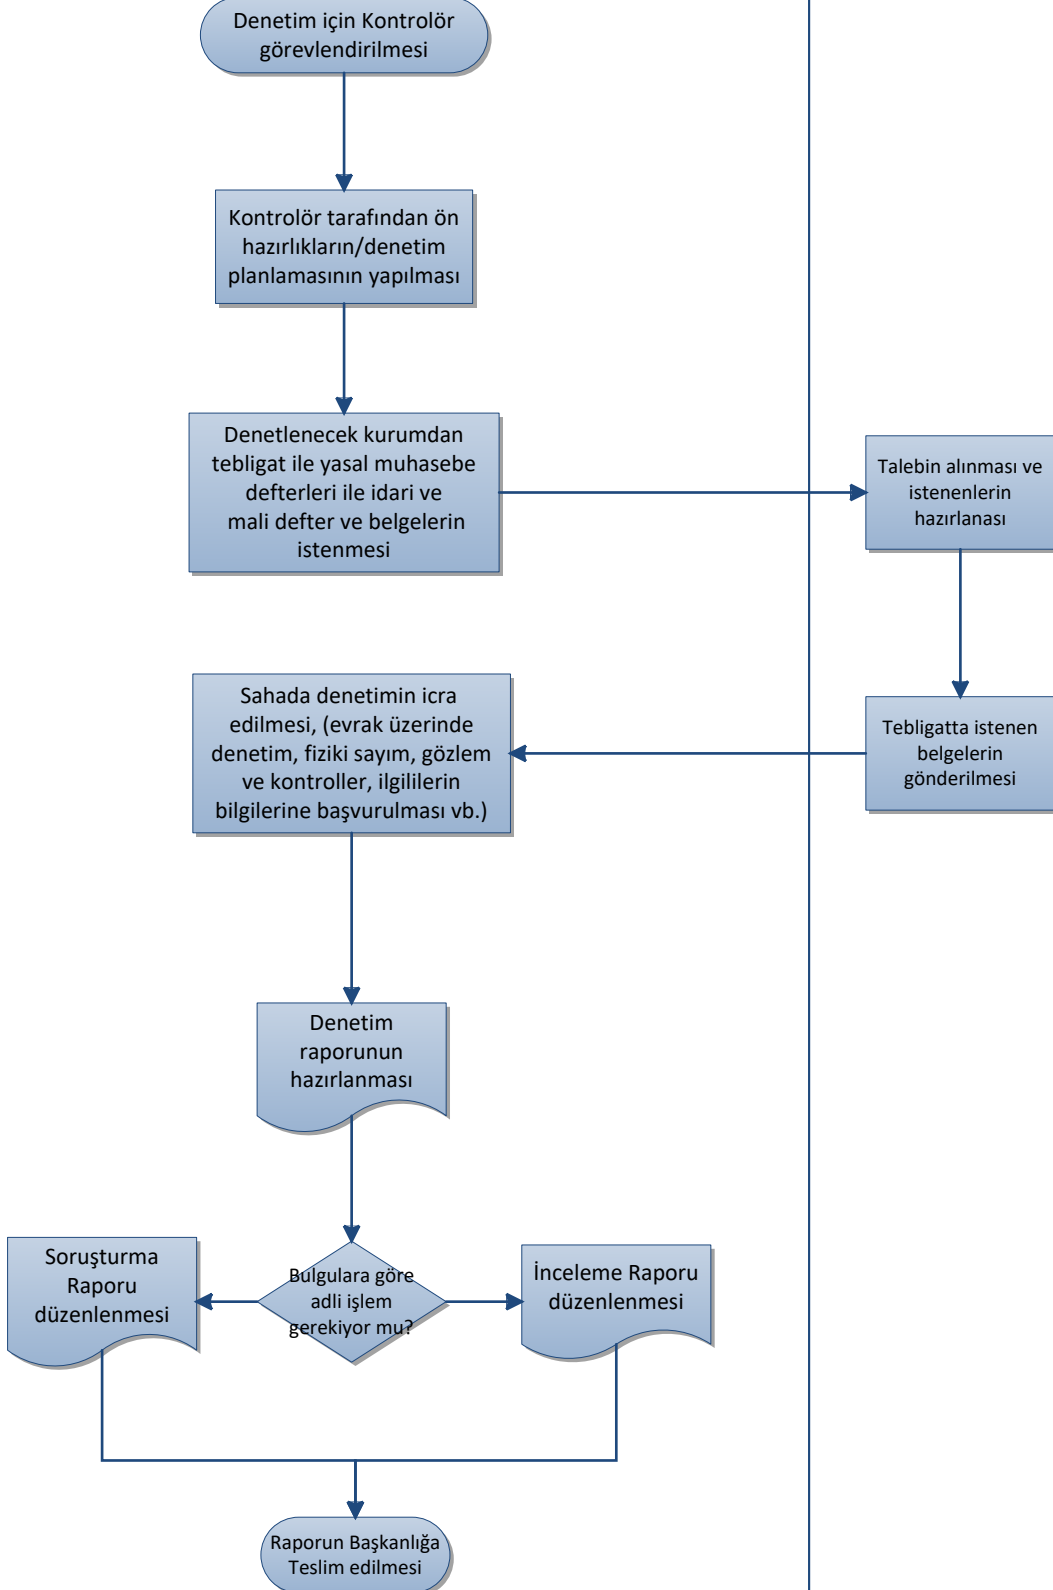 Denetim için Kontrolör
görevlendirilmesi
Kontrolör tarafından ön
hazırlıkların/denetim
planlamasının yapılması
Denetlenecek kurumdan
tebligat ile yasal muhasebe
defterleri ile idari ve
mali defter ve belgelerin
istenmesi
Talebin alınması ve
istenenlerin
hazırlanası
Tebligatta istenen
belgelerin
gönderilmesi
Sahada denetimin icra
edilmesi, (evrak üzerinde
denetim, fiziki sayım, gözlem
ve kontroller, ilgililerin
bilgilerine başvurulması vb.)
Denetim
raporunun
hazırlanması
Bulgulara göre
adli işlem
gerekiyor mu?
Soruşturma
Raporu
düzenlenmesi
İnceleme Raporu
düzenlenmesi
Raporun Başkanlığa
Teslim edilmesi